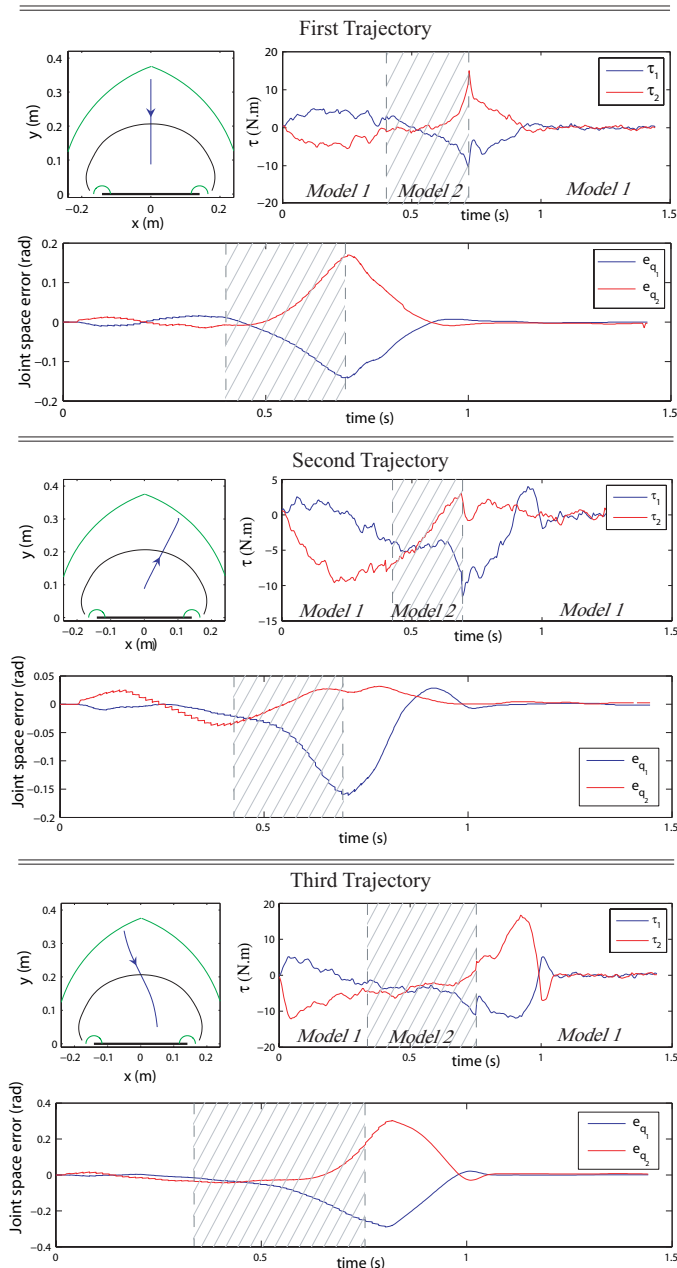 First Trajectory
y (m)
0.4
0.3
0.2
0.1
0
−0.2 −0.1 0 0.1 0.2
x (m)
τ (N.m)
20
10
0
−10
−20
0 0.5 1 1.5
time (s)
τ1
τ2
Model 1 Model 2 Model 1
Joint space error (rad)
0.2
0.1
0
−0.1
−0.2
0 0.5 1 1.5
time (s)
eq1
eq2
Second Trajectory
y (m)
0.4
0.3
0.2
0.1
0
−0.2 −0.1 0 0.1 0.2
x (m)
τ (N.m)
5
0
−5
−10
−15
0 0.5 1 1.5
time (s)
τ1
τ2
Model 1 Model 2 Model 1
Joint space error (rad)
0.05
0
−0.05
−0.1
−0.15
−0.2
0 0.5 1 1.5
time (s)
eq1
eq2
Third Trajectory
y (m)
0.4
0.3
0.2
0.1
0
−0.2 −0.1 0 0.1 0.2
x (m)
τ (N.m)
20
10
0
−10
−20
0 0.5 1 1.5
time (s)
τ1
τ2
Model 1 Model 2 Model 1
Joint space error (rad)
0.4
0.2
0
−0.2
−0.4
0 0.5 1 1.5
time (s)
eq1
eq2